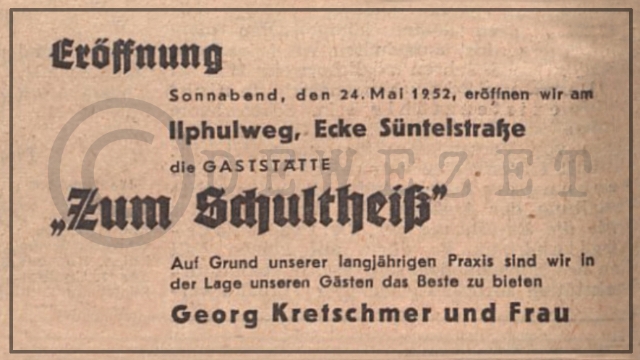 Eröffnung
Sonnabend, den 24. Mai 1952, eröffnen wir am
Ilphulweg, Ecke Süntelstraße
die GASTSTÄTTE
© DEWEZET
„Zum Schultheiß"
Auf Grund unserer langjährigen Praxis sind wir in
der Lage unseren Gästen das Beste zu bieten
Georg Kretschmer und Frau